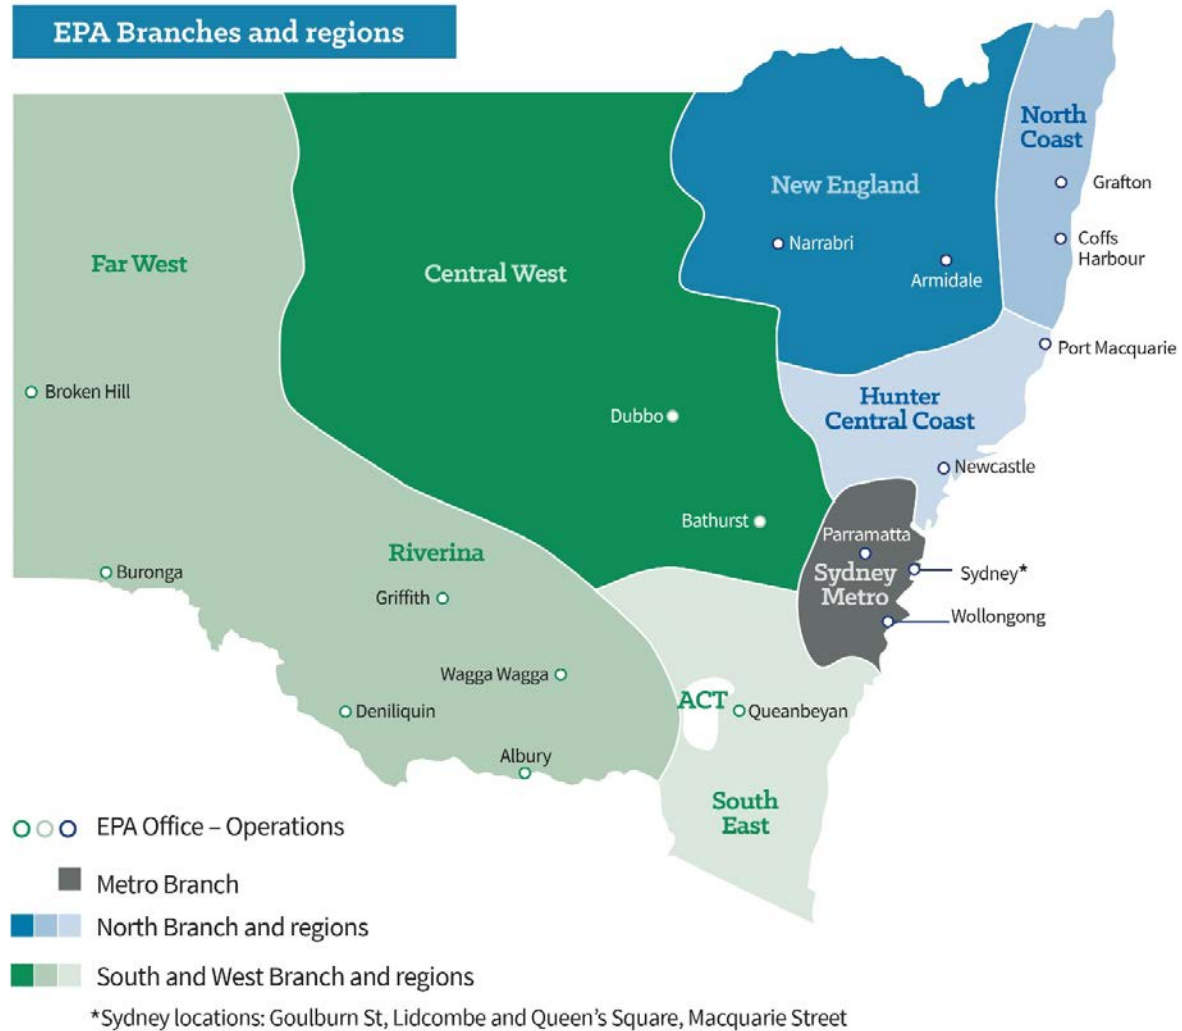 EPA Branches and regions
North
Coast
New England
Grafton
Narrabri
Coffs
Harbour
Far West
Central West
Armidale
Port Macquarie
Broken Hill
Hunter
Central Coast
Dubbo
Newcastle
Bathurst
Parramatta
Riverina
Buronga
Sydney
Metro
Sydney*
Griffith
Wollongong
Wagga Wagga
ACT
Deniliquin
Queanbeyan
Albury
South
East
EPA Office – Operations
Metro Branch
North Branch and regions
South and West Branch and regions
*Sydney locations: Goulburn St, Lidcombe and Queen’s Square, Macquarie Street